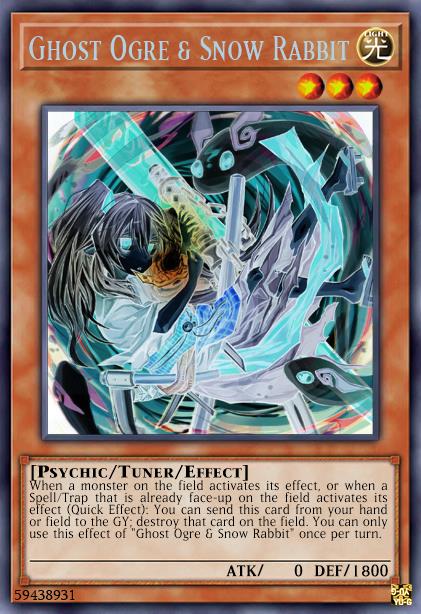 GHOST OGRE & SNOW RABBIT
LIGHT
光
[PSYCHIC/TUNER/EFFECT]
When a monster on the field activates its effect, or when a
Spell/Trap that is already face-up on the field activates its
effect (Quick Effect): You can send this card from your hand
or field to the GY; destroy that card on the field. You can only
use this effect of "Ghost Ogre & Snow Rabbit" once per turn.
ATK/ 0 DEF/1800
59438931